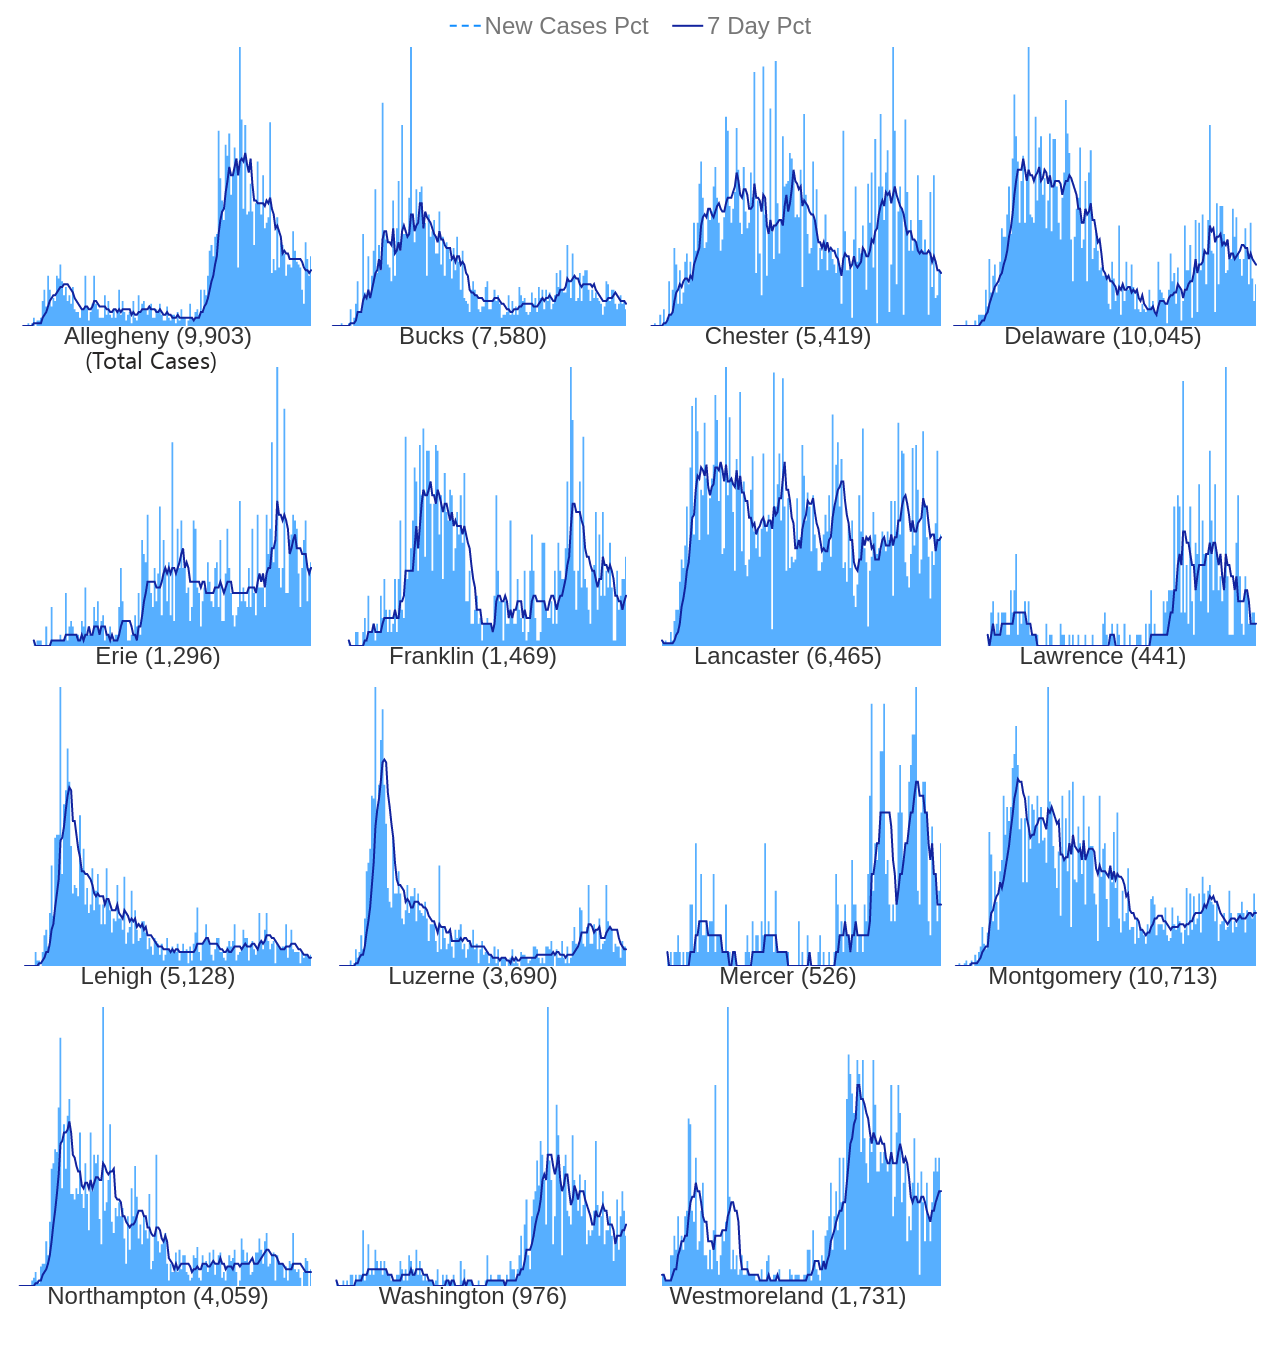 New Cases Pct 7 Day Pct
Allegheny (9,903) Bucks (7,580) Chester (5,419) Delaware (10,045)
(Total Cases)
Erie (1,296) Franklin (1,469) Lancaster (6,465) Lawrence (441)
Lehigh (5,128) Luzerne (3,690) Mercer (526) Montgomery (10,713)
Northampton (4,059) Washington (976) Westmoreland (1,731)